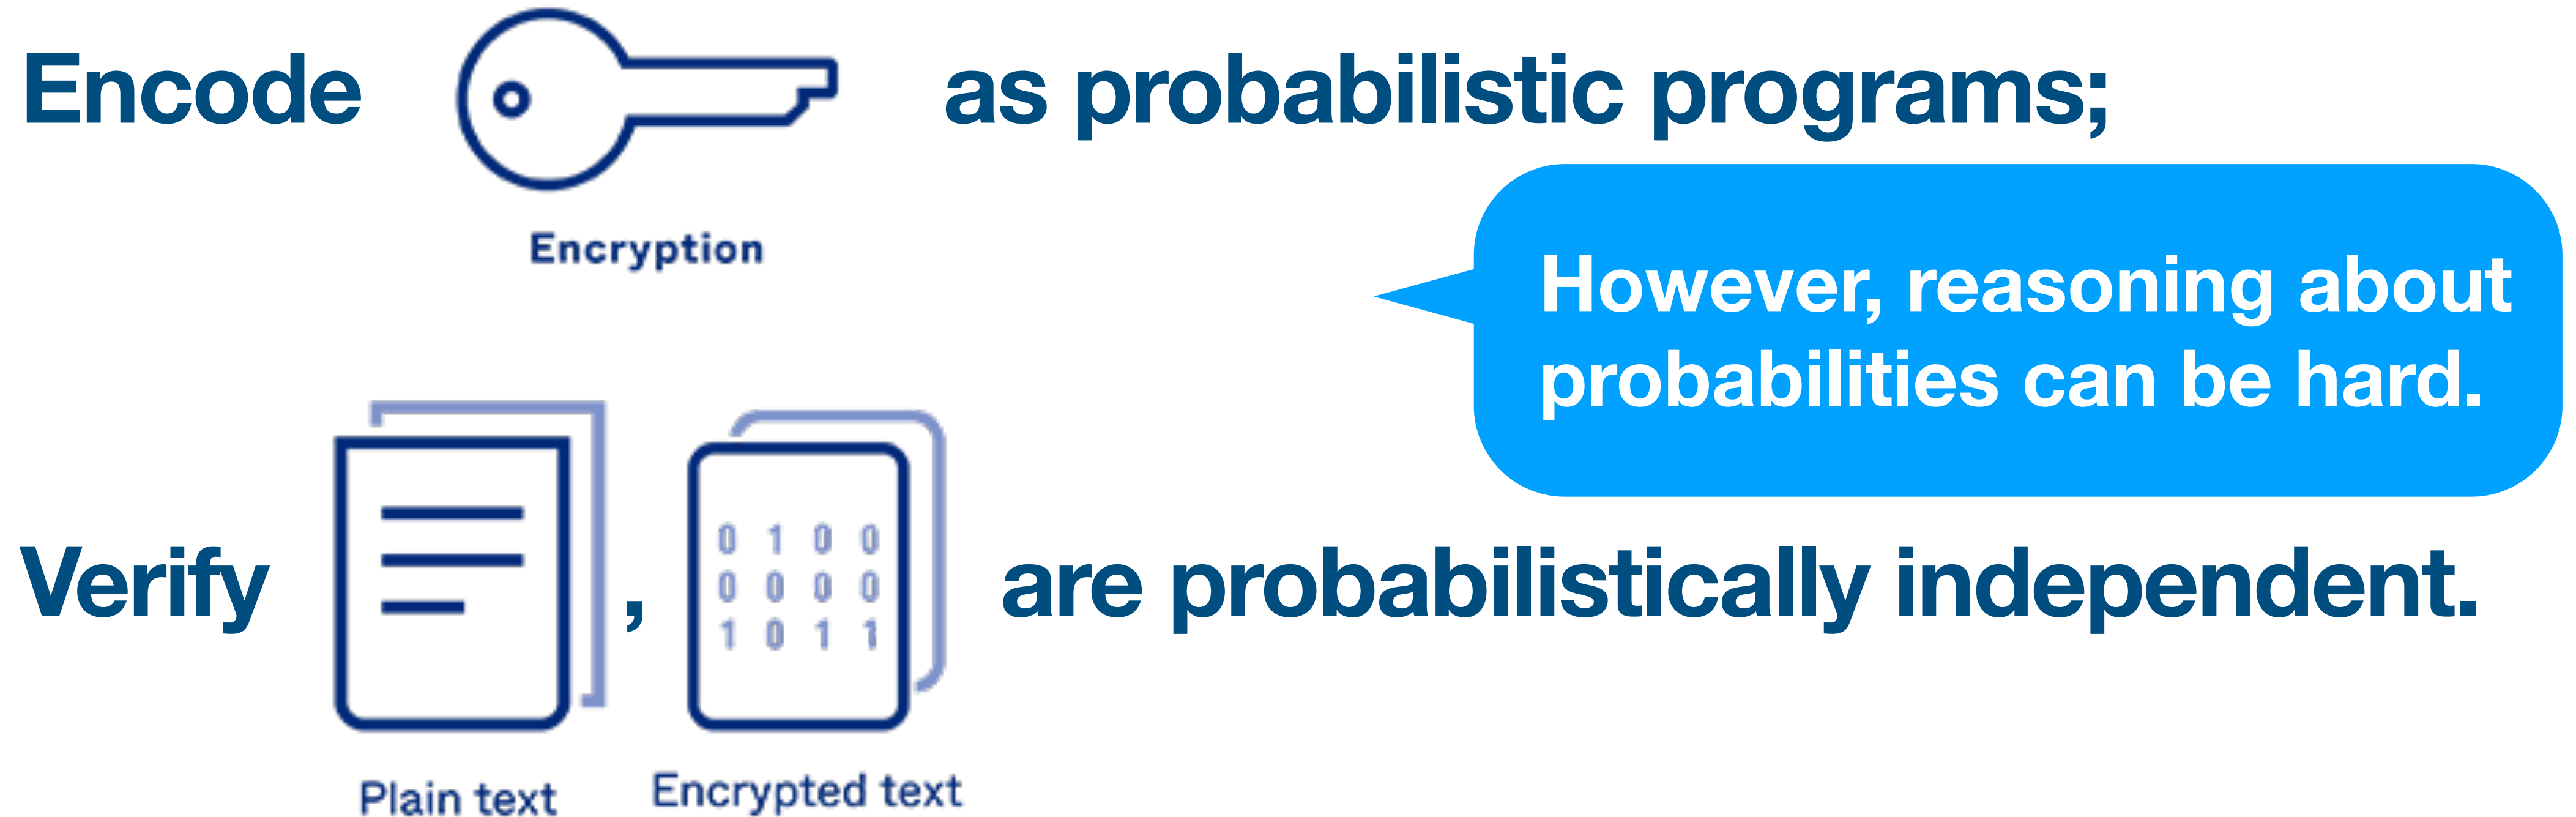 Encode as probabilistic programs;
Encryption
However, reasoning about
probabilities can be hard.
Verify , are probabilistically independent.
0 1 0 0
0 0 0 0
1 0 1 1
Plain text
Encrypted text